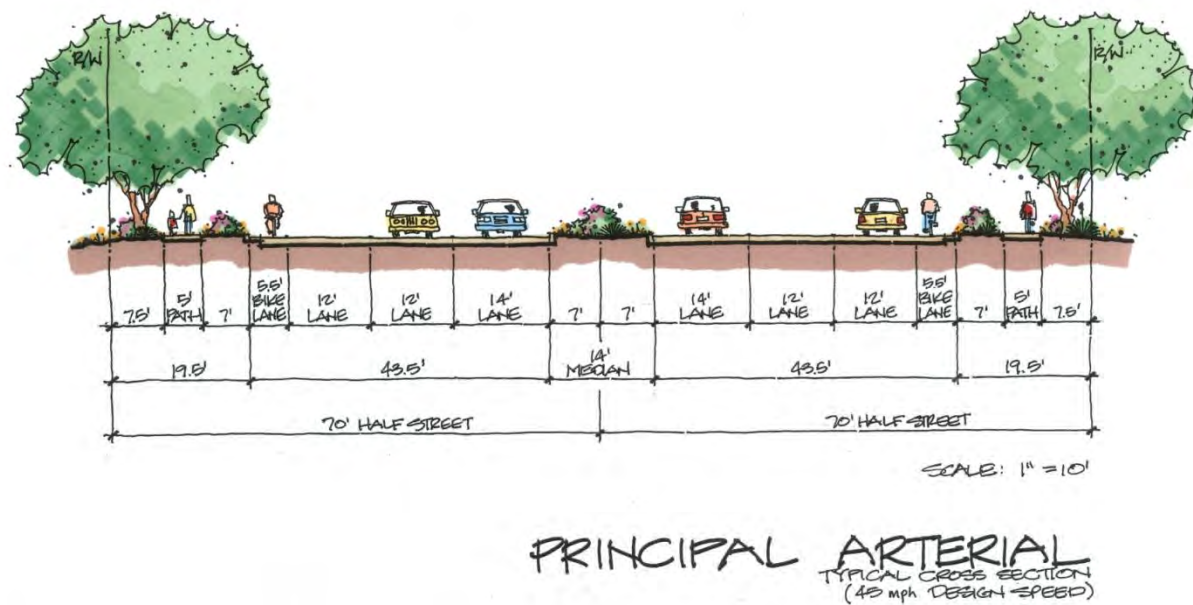 R/W
R/W
7.5'
5'
PATH
7'
5.5'
BIKE
LANE
12'
LANE
12'
LANE
14'
LANE
7'
7'
14'
LANE
12'
LANE
12'
LANE
5.5'
BIKE
LANE
7'
5'
PATH
7.5'
19.5'
43.5'
14'
MEDIAN
43.5'
19.5'
70' HALF STREET
70' HALF STREET
SCALE: 1" = 10'
PRINCIPAL ARTERIAL
TYPICAL CROSS SECTION
(45 mph DESIGN SPEED)